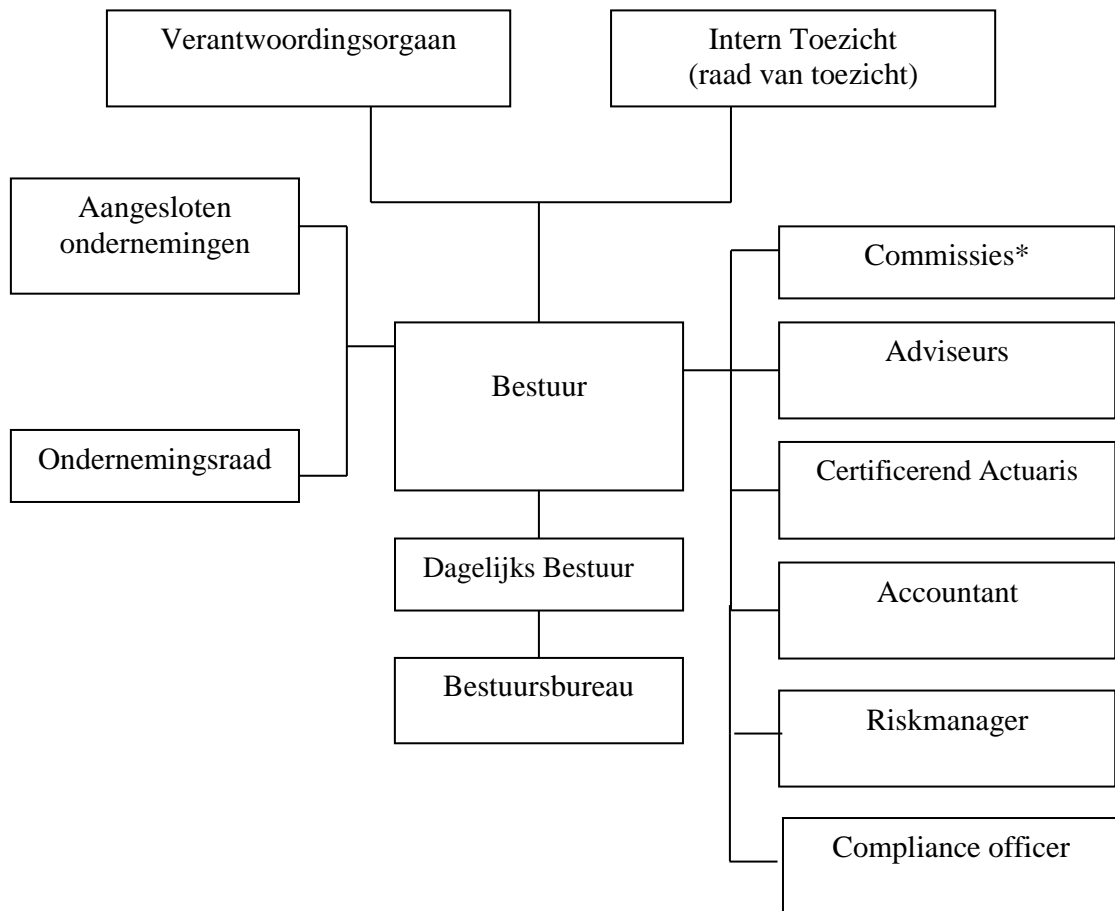 Verantwoordingsorgaan
Intern Toezicht
(raad van toezicht)
Aangesloten
ondernemingen
Commissies*
Bestuur
Adviseurs
Ondernemingsraad
Certificerend Actuaris
Dagelijks Bestuur
Accountant
Bestuursbureau
Riskmanager
Compliance officer